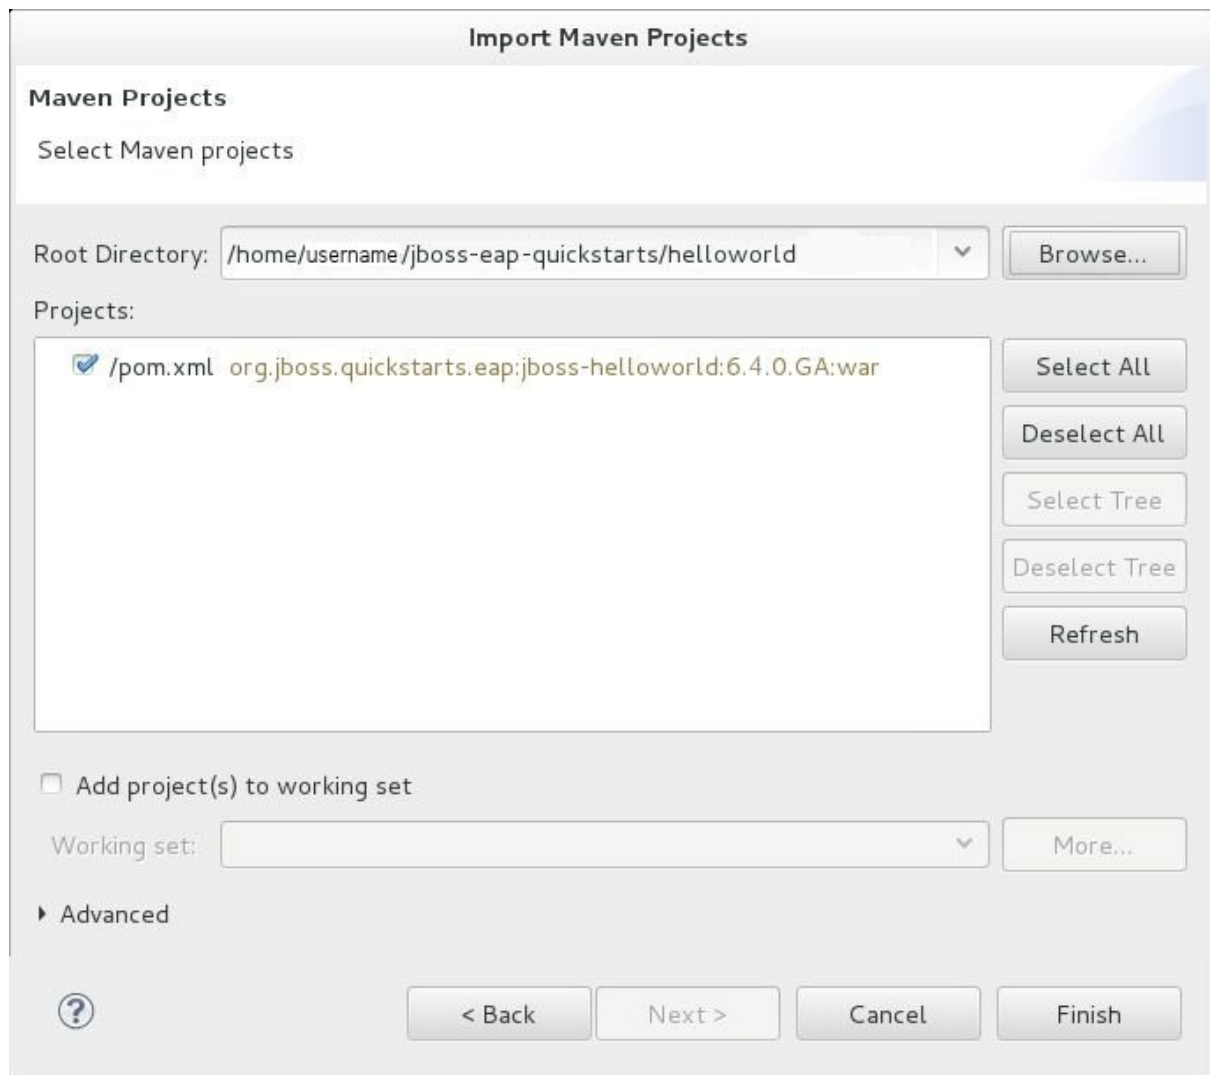 Import Maven Projects
Maven Projects
Select Maven projects
Root Directory: /home/username/jboss-eap-quickstarts/helloworld Browse...
Projects:
/pom.xml org.jboss.quickstarts.eap:jboss-helloworld:6.4.0.GA:war Select All
Deselect All
Select Tree
Deselect Tree
Refresh
Add project(s) to working set
Working set: More...
Advanced
? < Back Next > Cancel Finish